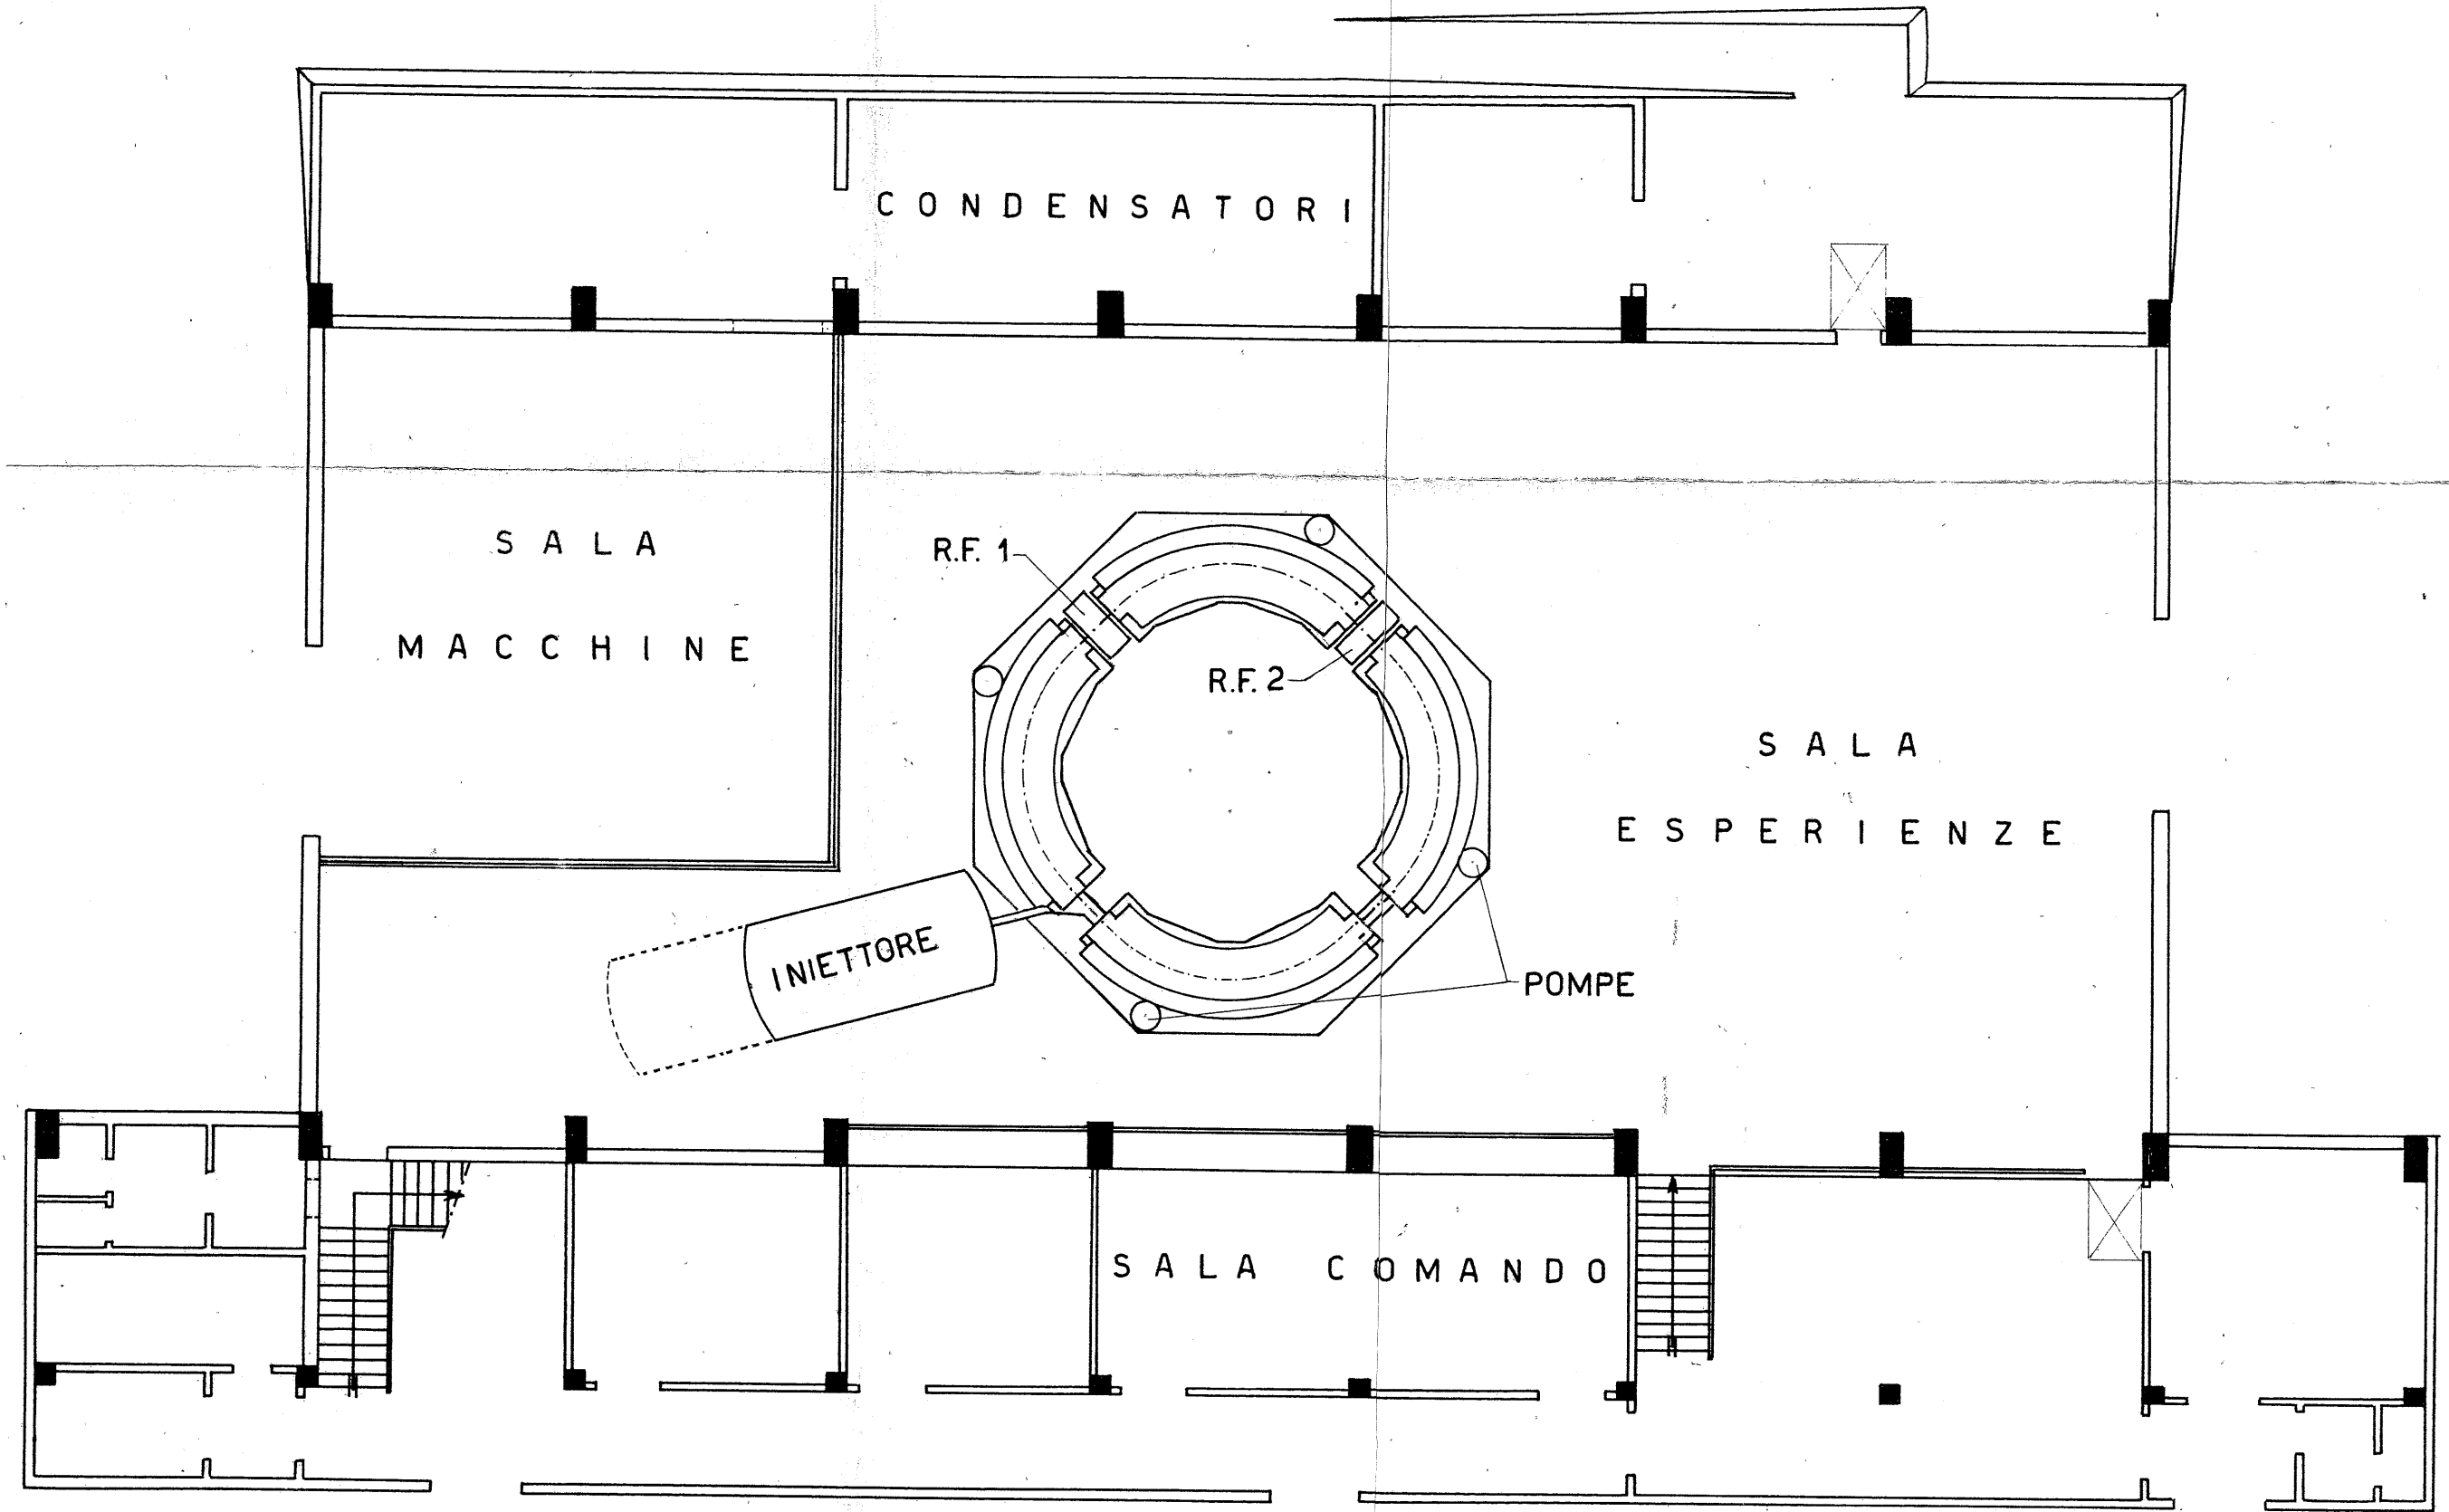 CONDENSATORI
SALA
MACCHINE
R.F. 1
R.F. 2
SALA
ESPERIENZE
INIETTORE
POMPE
SALA COMANDO